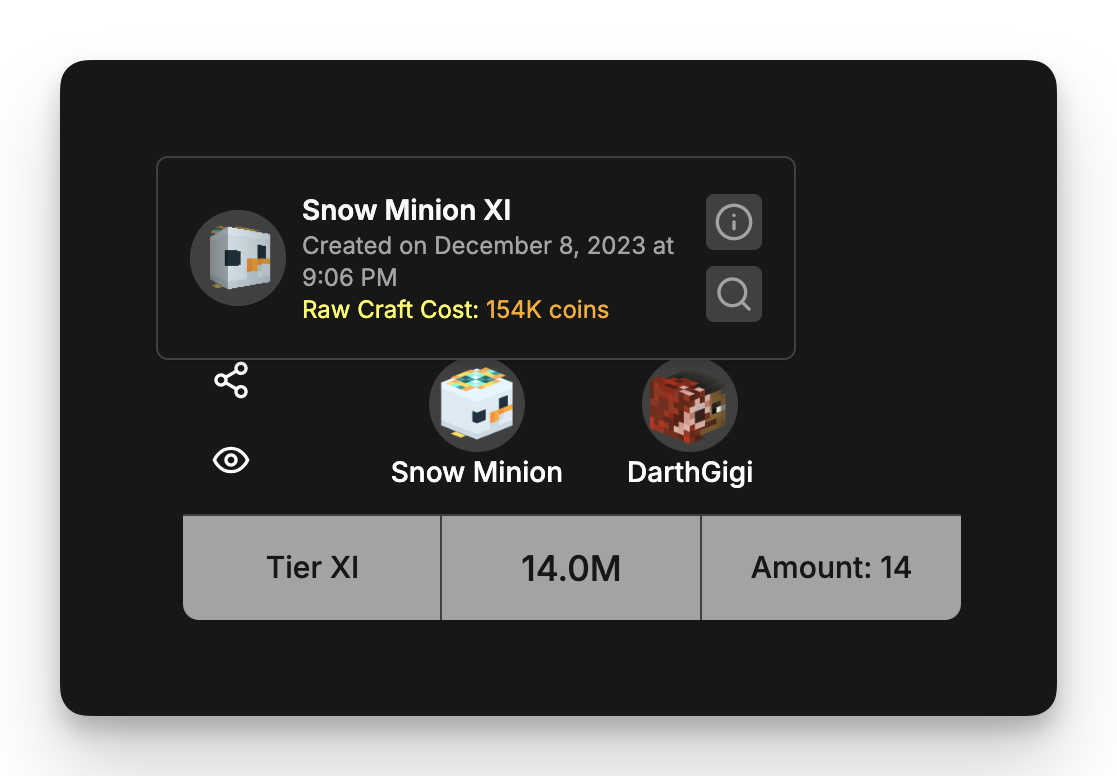 Snow Minion XI
Created on December 8, 2023 at
9:06 PM
Raw Craft Cost: 154K coins
Snow Minion
DarthGigi
Tier XI
14.0M
Amount: 14